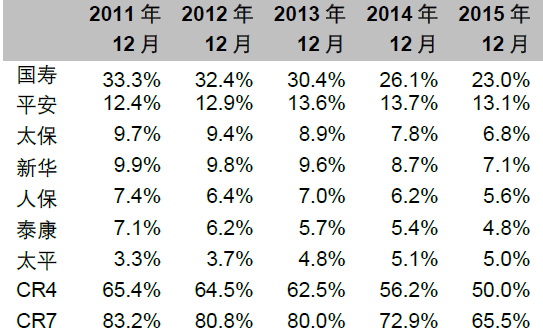 2011 年 2012 年 2013 年 2014 年 2015 年
12 月 12 月 12 月 12 月 12 月
国寿 33.3% 32.4% 30.4% 26.1% 23.0%
平安 12.4% 12.9% 13.6% 13.7% 13.1%
太保 9.7% 9.4% 8.9% 7.8% 6.8%
新华 9.9% 9.8% 9.6% 8.7% 7.1%
人保 7.4% 6.4% 7.0% 6.2% 5.6%
泰康 7.1% 6.2% 5.7% 5.4% 4.8%
太平 3.3% 3.7% 4.8% 5.1% 5.0%
CR4 65.4% 64.5% 62.5% 56.2% 50.0%
CR7 83.2% 80.8% 80.0% 72.9% 65.5%